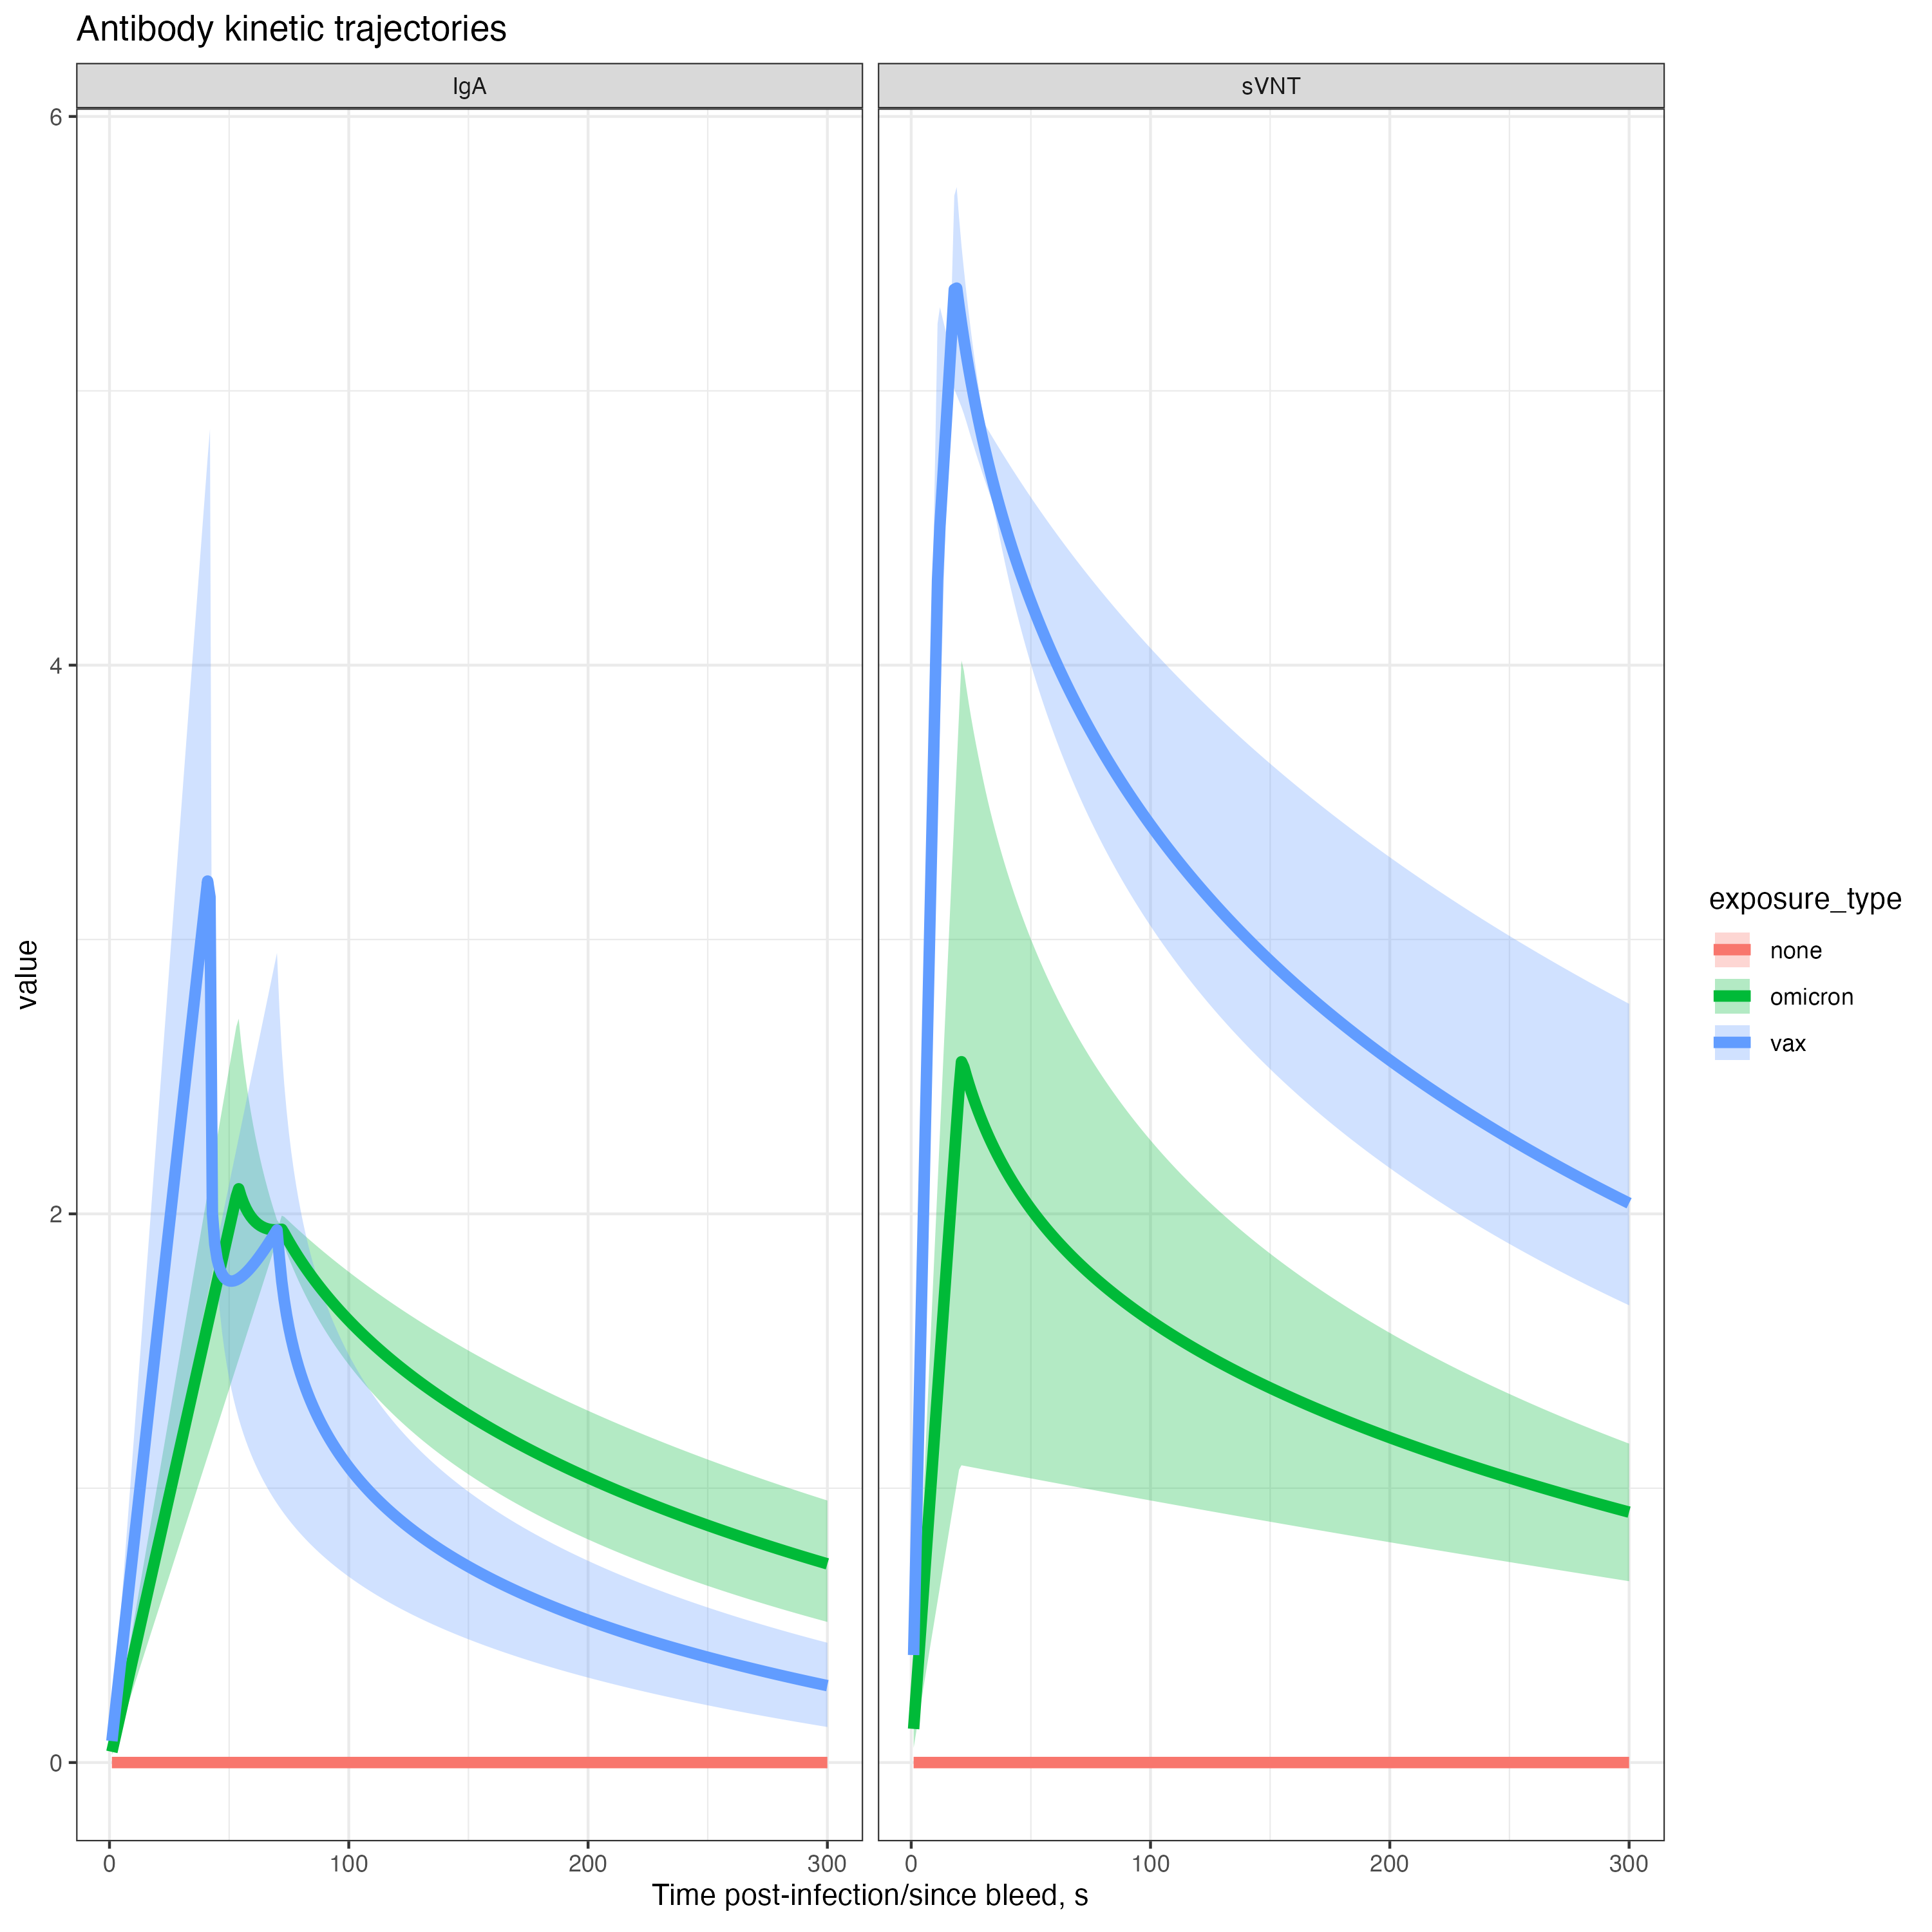 Antibody kinetic trajectories
IgA
sVNT
6
4
2
0
value
0 100 200 300
0 100 200 300
Time post-infection/since bleed, s
exposure_type
none
omicron
vax